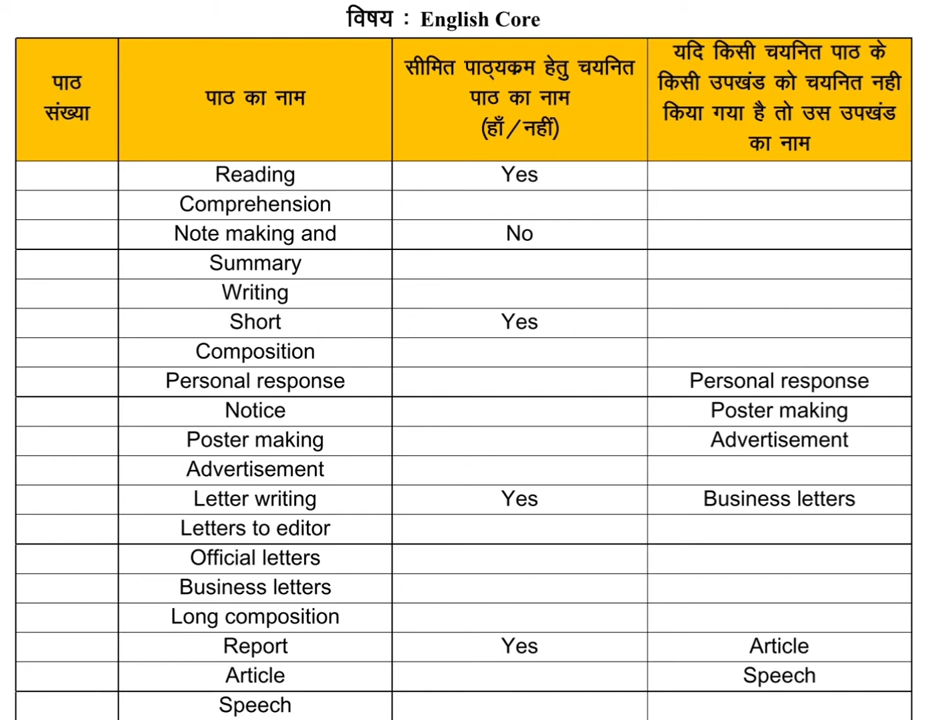 विषय : English Core
पाठ संख्या | पाठ का नाम | सीमित पाठ्यक्रम हेतु चयनित पाठ का नाम (हाँ/नहीं) | यदि किसी चयनित पाठ के किसी उपखंड को चयनित नही किया गया है तो उस उपखंड का नाम
Reading | Yes
Comprehension
Note making and | No
Summary
Writing
Short | Yes
Composition
Personal response | Personal response
Notice | Poster making
Poster making | Advertisement
Advertisement
Letter writing | Yes | Business letters
Letters to editor
Official letters
Business letters
Long composition
Report | Yes | Article
Article | Speech
Speech